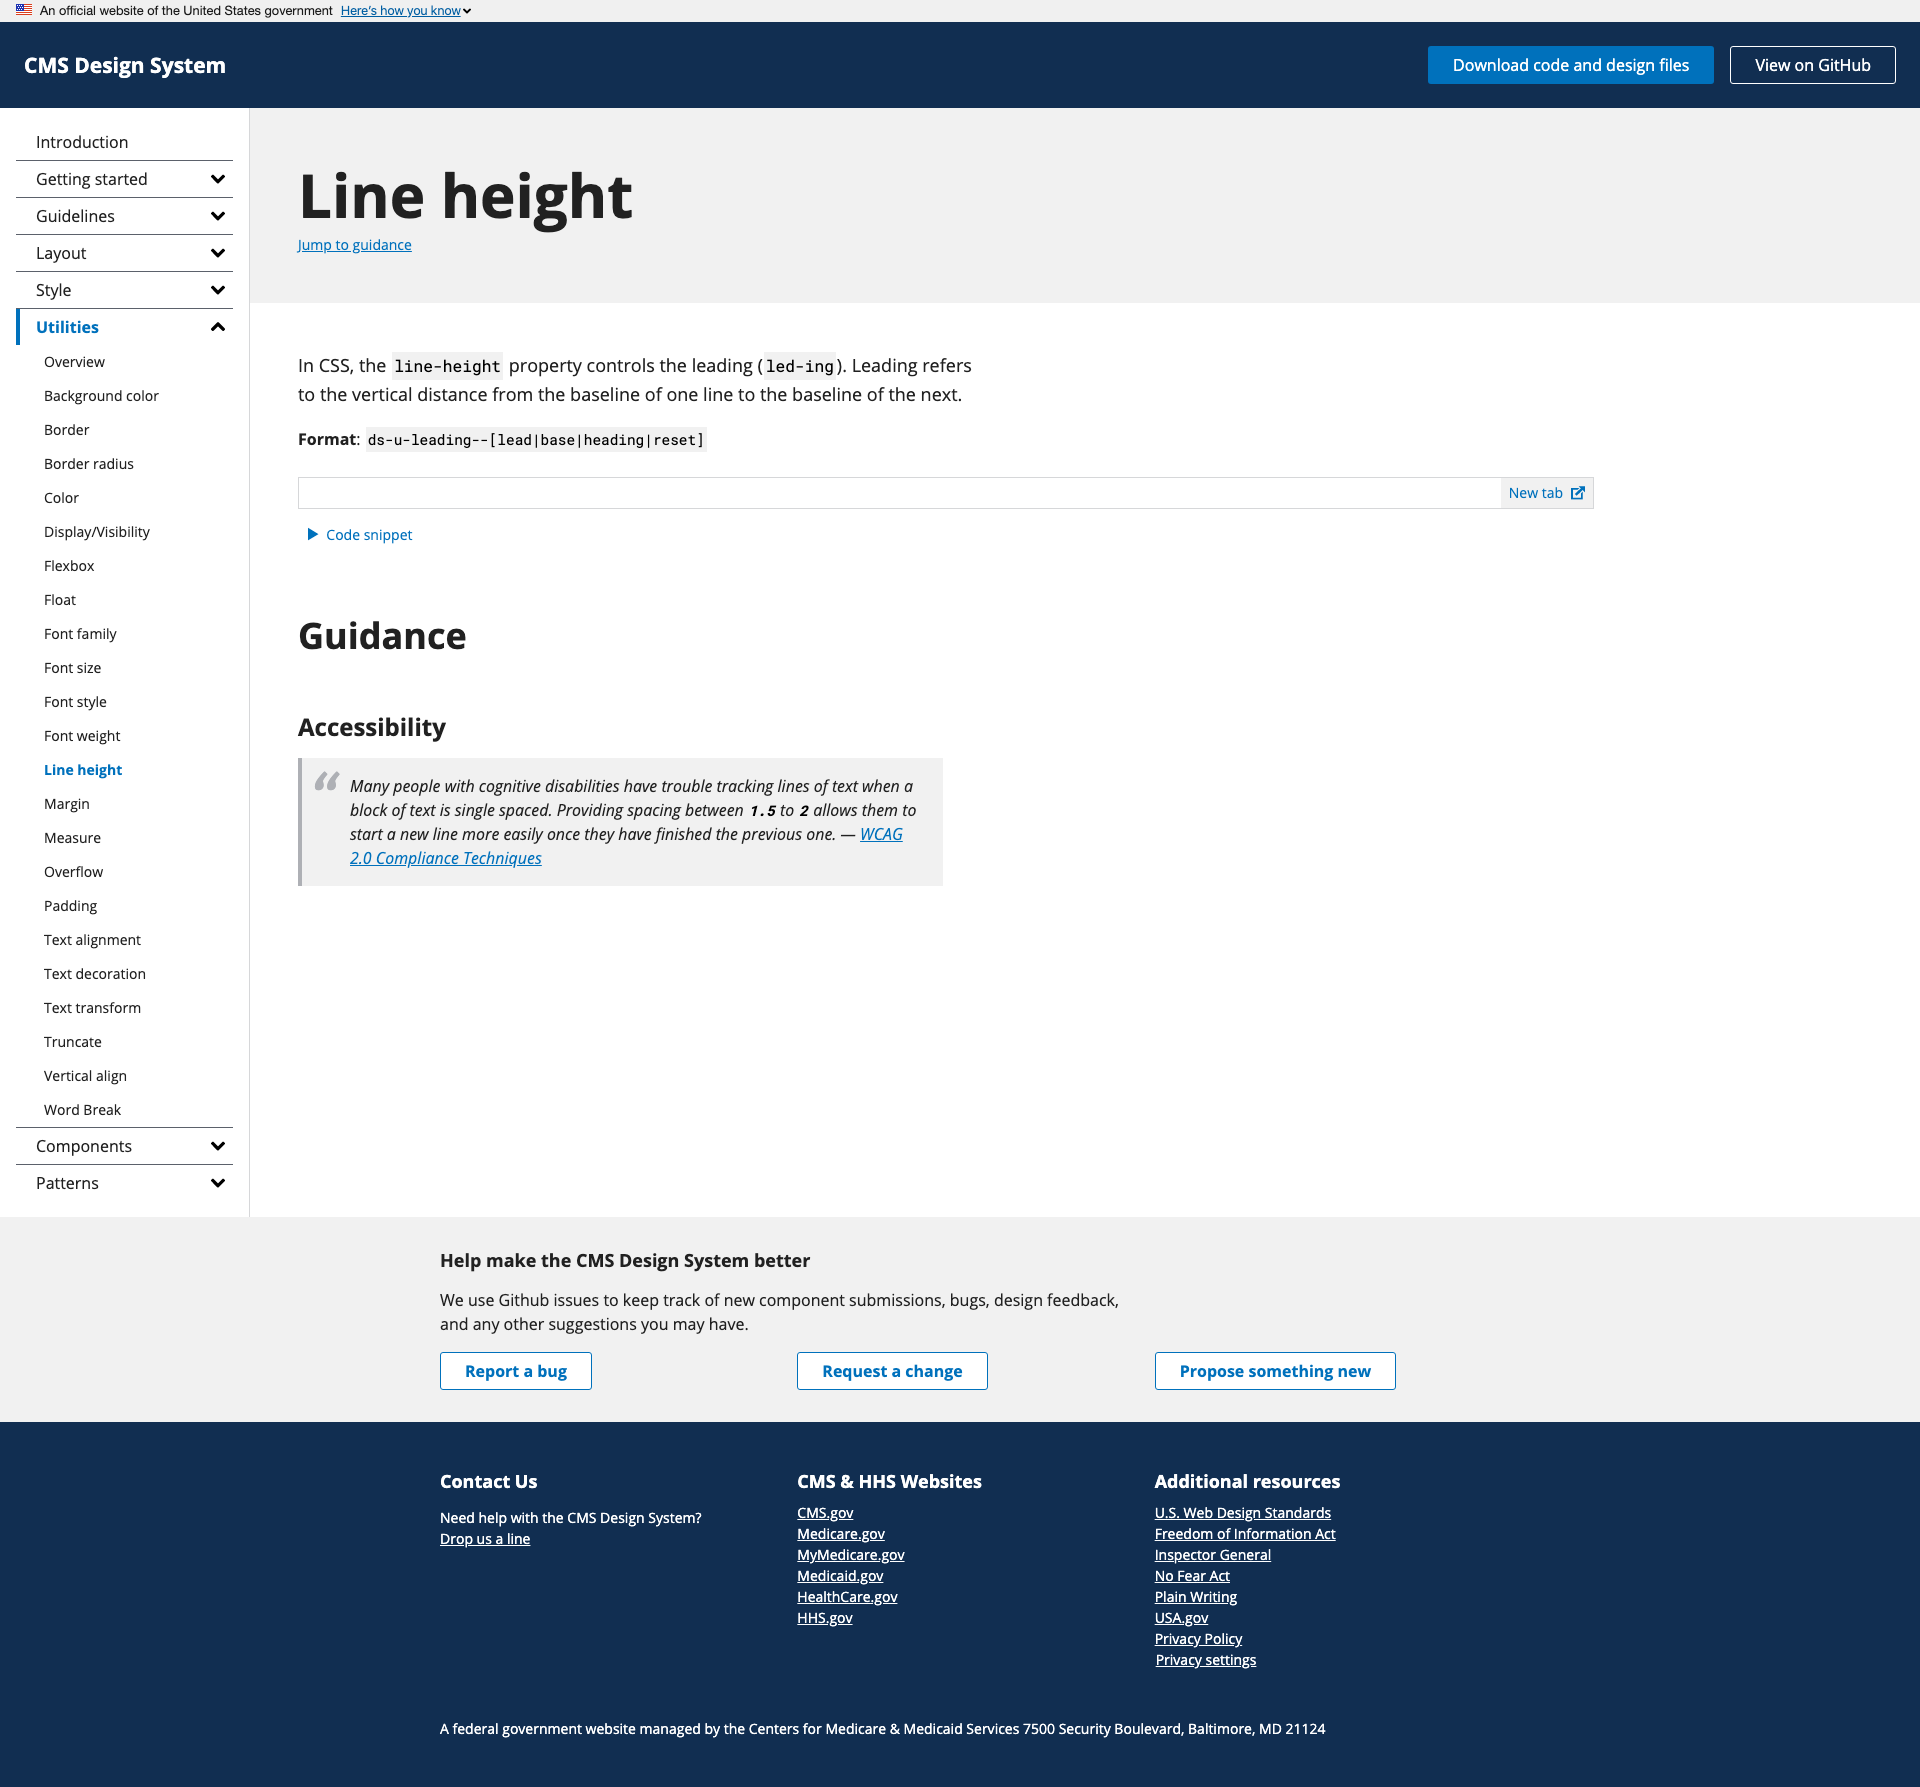 An official website of the United States government Here's how you know
CMS Design System
Download code and design files
View on GitHub
Introduction
Getting started
Guidelines
Layout
Style
Utilities
Overview
Background color
Border
Border radius
Color
Display/Visibility
Flexbox
Float
Font family
Font size
Font style
Font weight
Line height
Margin
Measure
Overflow
Padding
Text alignment
Text decoration
Text transform
Truncate
Vertical align
Word Break
Components
Patterns
Line height
Jump to guidance
In CSS, the line-height property controls the leading (led-ing). Leading refers
to the vertical distance from the baseline of one line to the baseline of the next.
Format: ds-u-leading--[lead|base|heading|reset]
New tab
Code snippet
Guidance
Accessibility
“
Many people with cognitive disabilities have trouble tracking lines of text when a
block of text is single spaced. Providing spacing between 1.5 to 2 allows them to
start a new line more easily once they have finished the previous one. — WCAG
2.0 Compliance Techniques
Help make the CMS Design System better
We use Github issues to keep track of new component submissions, bugs, design feedback,
and any other suggestions you may have.
Report a bug
Request a change
Propose something new
Contact Us
Need help with the CMS Design System?
Drop us a line
CMS & HHS Websites
CMS.gov
Medicare.gov
MyMedicare.gov
Medicaid.gov
HealthCare.gov
HHS.gov
Additional resources
U.S. Web Design Standards
Freedom of Information Act
Inspector General
No Fear Act
Plain Writing
USA.gov
Privacy Policy
Privacy settings
A federal government website managed by the Centers for Medicare & Medicaid Services 7500 Security Boulevard, Baltimore, MD 21124